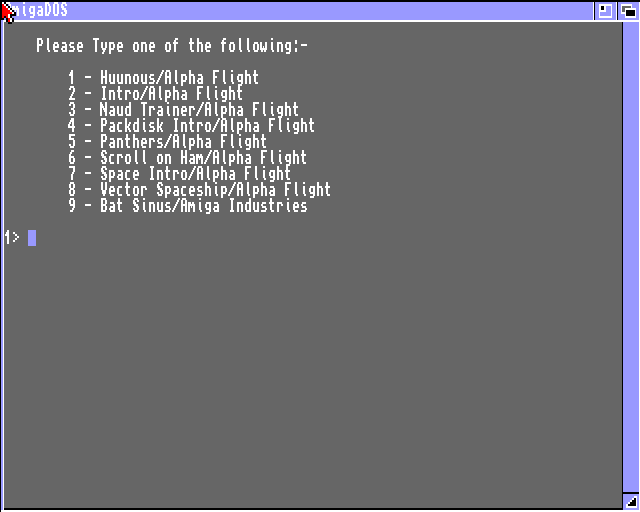 AmigaDOS
Please Type one of the following:-
1 - Huunous/Alpha Flight
2 - Intro/Alpha Flight
3 - Naud Trainer/Alpha Flight
4 - Packdisk Intro/Alpha Flight
5 - Panthers/Alpha Flight
6 - Scroll on Ham/Alpha Flight
7 - Space Intro/Alpha Flight
8 - Vector Spaceship/Alpha Flight
9 - Bat Sinus/Amiga Industries
1>